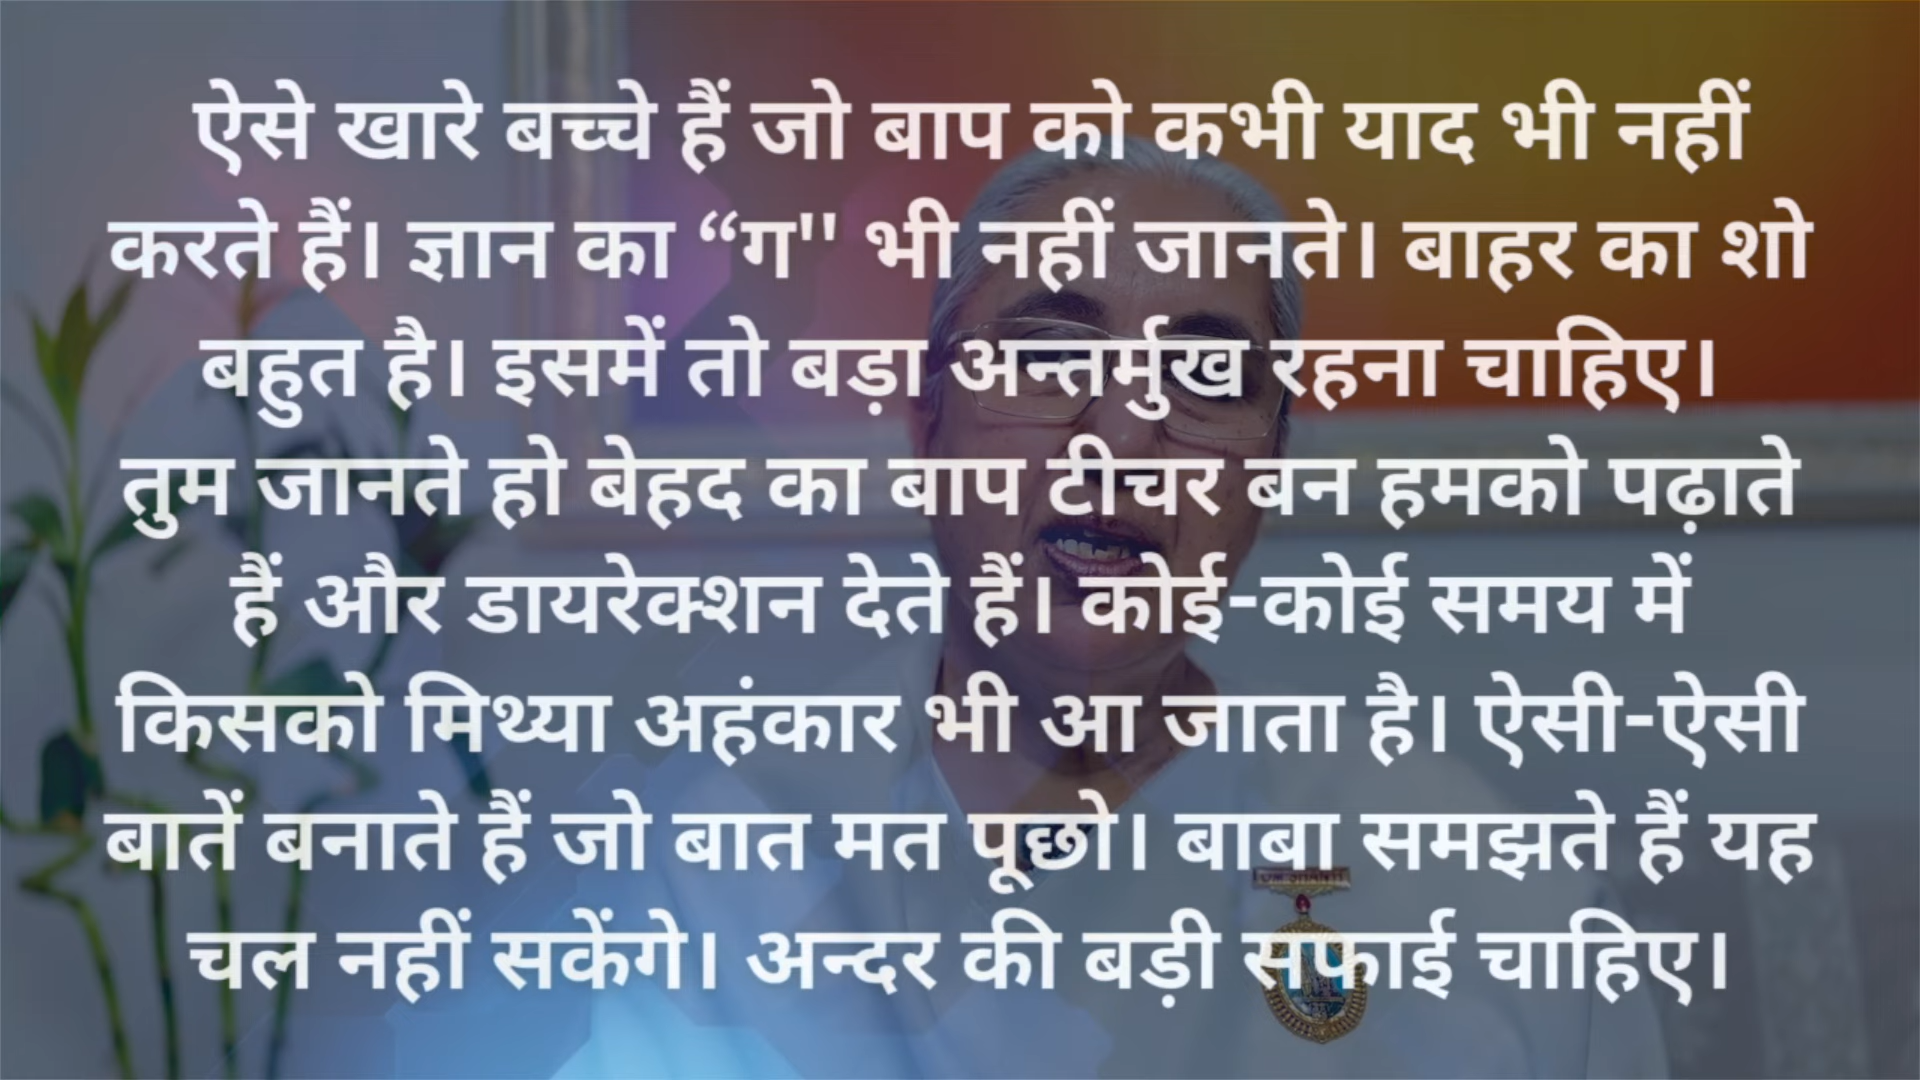 ऐसे खारे बच्चे हैं जो बाप को कभी याद भी नहीं
करते हैं। ज्ञान का “ग" भी नहीं जानते। बाहर का शो
बहुत है। इसमें तो बड़ा अन्तर्मुख रहना चाहिए।
तुम जानते हो बेहद का बाप टीचर बन हमको पढ़ाते
हैं और डायरेक्शन देते हैं। कोई-कोई समय में
किसको मिथ्या अहंकार भी आ जाता है। ऐसी-ऐसी
बातें बनाते हैं जो बात मत पूछो। बाबा समझते हैं यह
चल नहीं सकेंगे। अन्दर की बड़ी सफाई चाहिए।
OM SHANTI